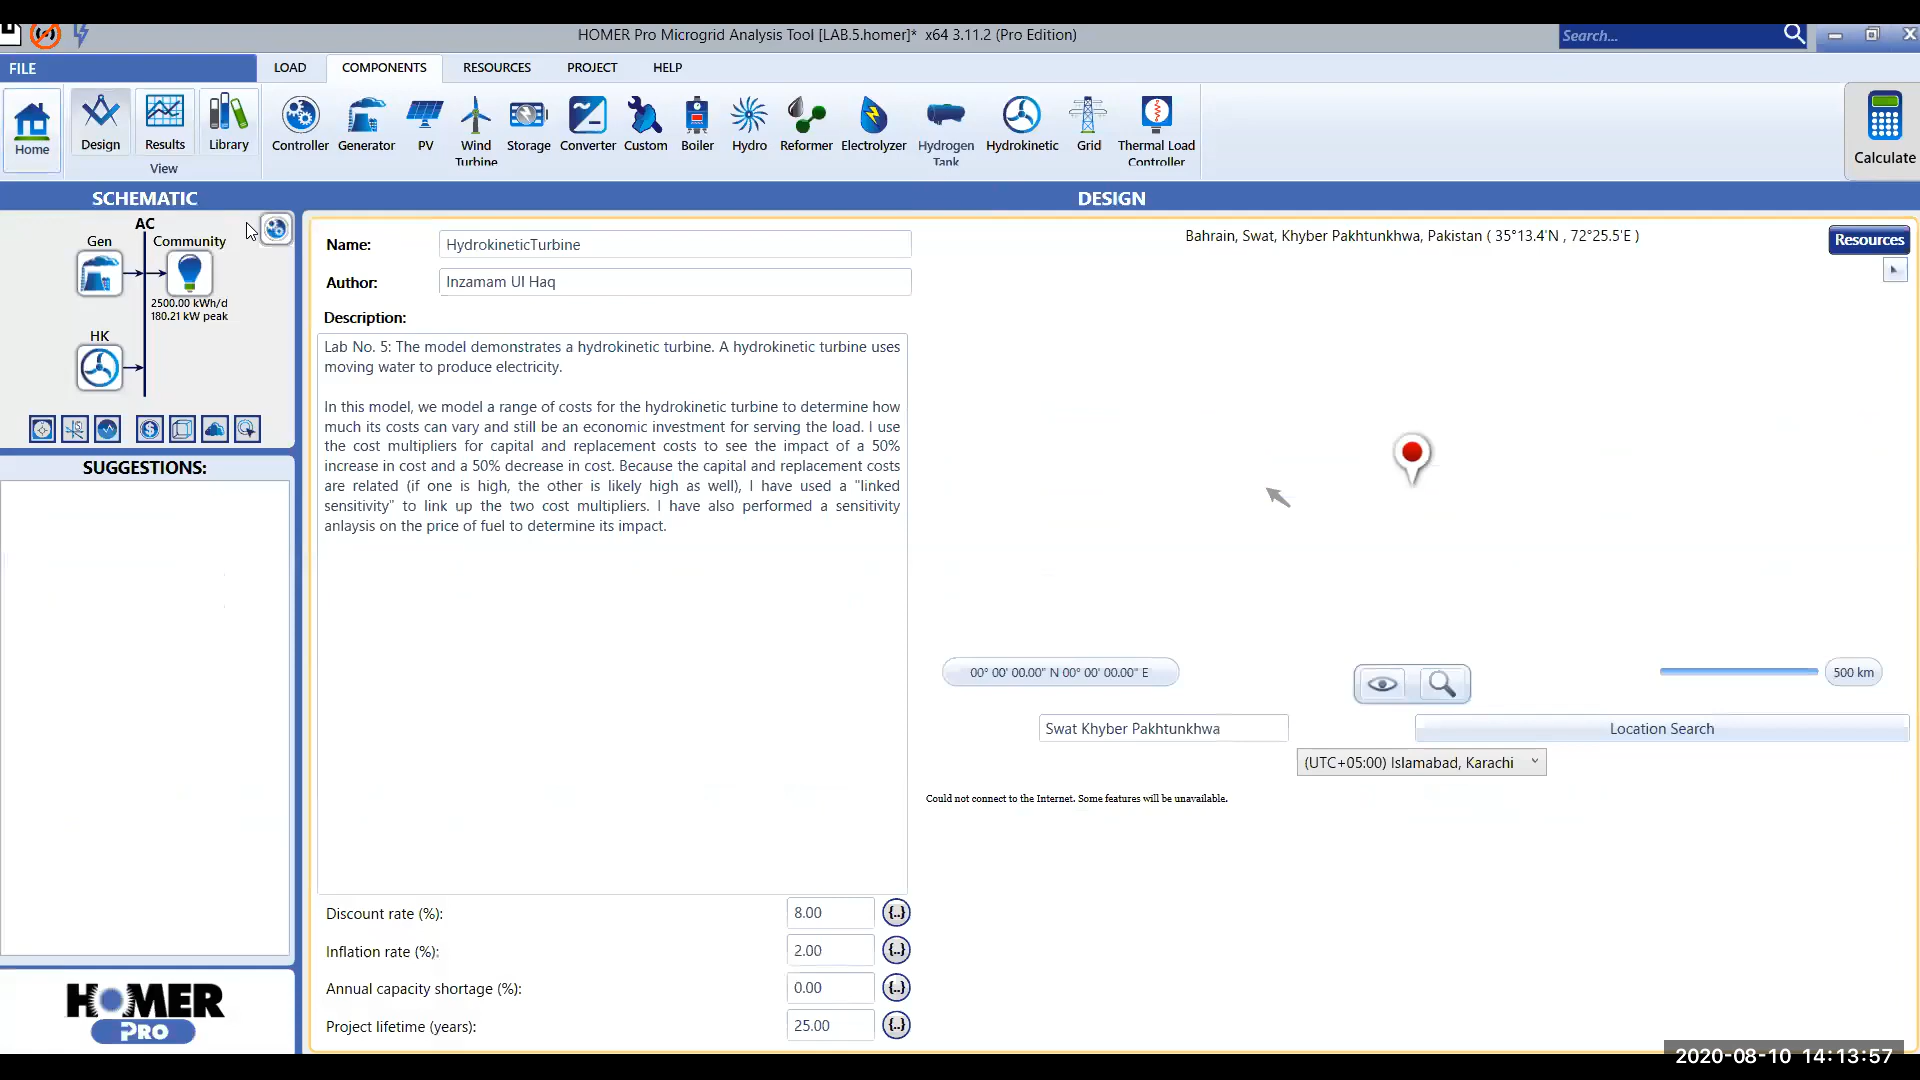 HOMER Pro Microgrid Analysis Tool [LAB.5.homer]* x64 3.11.2 (Pro Edition)
Search...
FILE
LOAD
COMPONENTS
RESOURCES
PROJECT
HELP
Home
Design
Results
Library
View
Controller
Generator
PV
Wind
Turbine
Storage
Converter
Custom
Boiler
Hydro
Reformer
Electrolyzer
Hydrogen
Tank
Hydrokinetic
Grid
Thermal Load
Controller
Calculate
SCHEMATIC
DESIGN
AC
Gen
Community
2500.00 kWh/d
180.21 kW peak
HK
SUGGESTIONS:
HOMER
PRO
Name:
HydrokineticTurbine
Author:
Inzamam Ul Haq
Description:
Lab No. 5: The model demonstrates a hydrokinetic turbine. A hydrokinetic turbine uses
moving water to produce electricity.
In this model, we model a range of costs for the hydrokinetic turbine to determine how
much its costs can vary and still be an economic investment for serving the load. I use
the cost multipliers for capital and replacement costs to see the impact of a 50%
increase in cost and a 50% decrease in cost. Because the capital and replacement costs
are related (if one is high, the other is likely high as well), I have used a "linked
sensitivity" to link up the two cost multipliers. I have also performed a sensitivity
anlaysis on the price of fuel to determine its impact.
Discount rate (%):
8.00
{..}
Inflation rate (%):
2.00
{..}
Annual capacity shortage (%):
0.00
{..}
Project lifetime (years):
25.00
{..}
Bahrain, Swat, Khyber Pakhtunkhwa, Pakistan ( 35°13.4'N , 72°25.5'E )
Resources
00° 00' 00.00" N 00° 00' 00.00" E
500 km
Swat Khyber Pakhtunkhwa
Location Search
(UTC+05:00) Islamabad, Karachi
Could not connect to the Internet. Some features will be unavailable.
2020-08-10 14:13:57